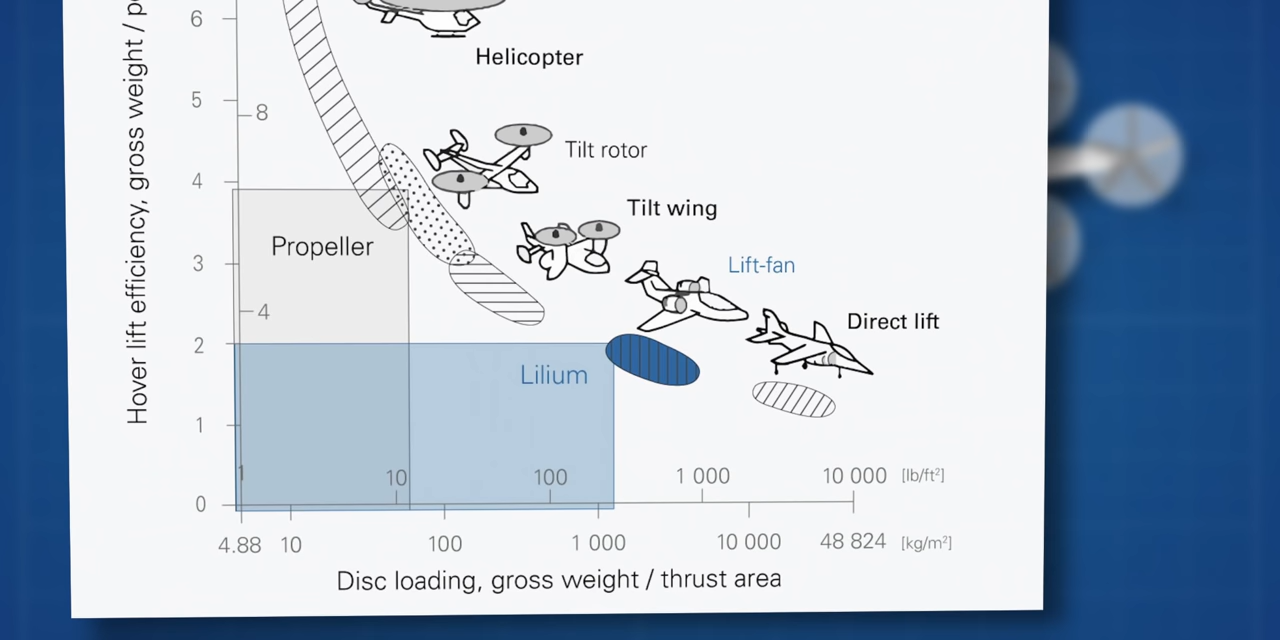 Hover lift efficiency, gross weight /
6
5
4
3
2
1
0
8
4
Helicopter
Tilt rotor
Tilt wing
Lift-fan
Direct lift
Propeller
Lilium
1 10 100 1 000 10 000 [lb/ft²]
4.88 10 100 1 000 10 000 48 824 [kg/m²]
Disc loading, gross weight / thrust area